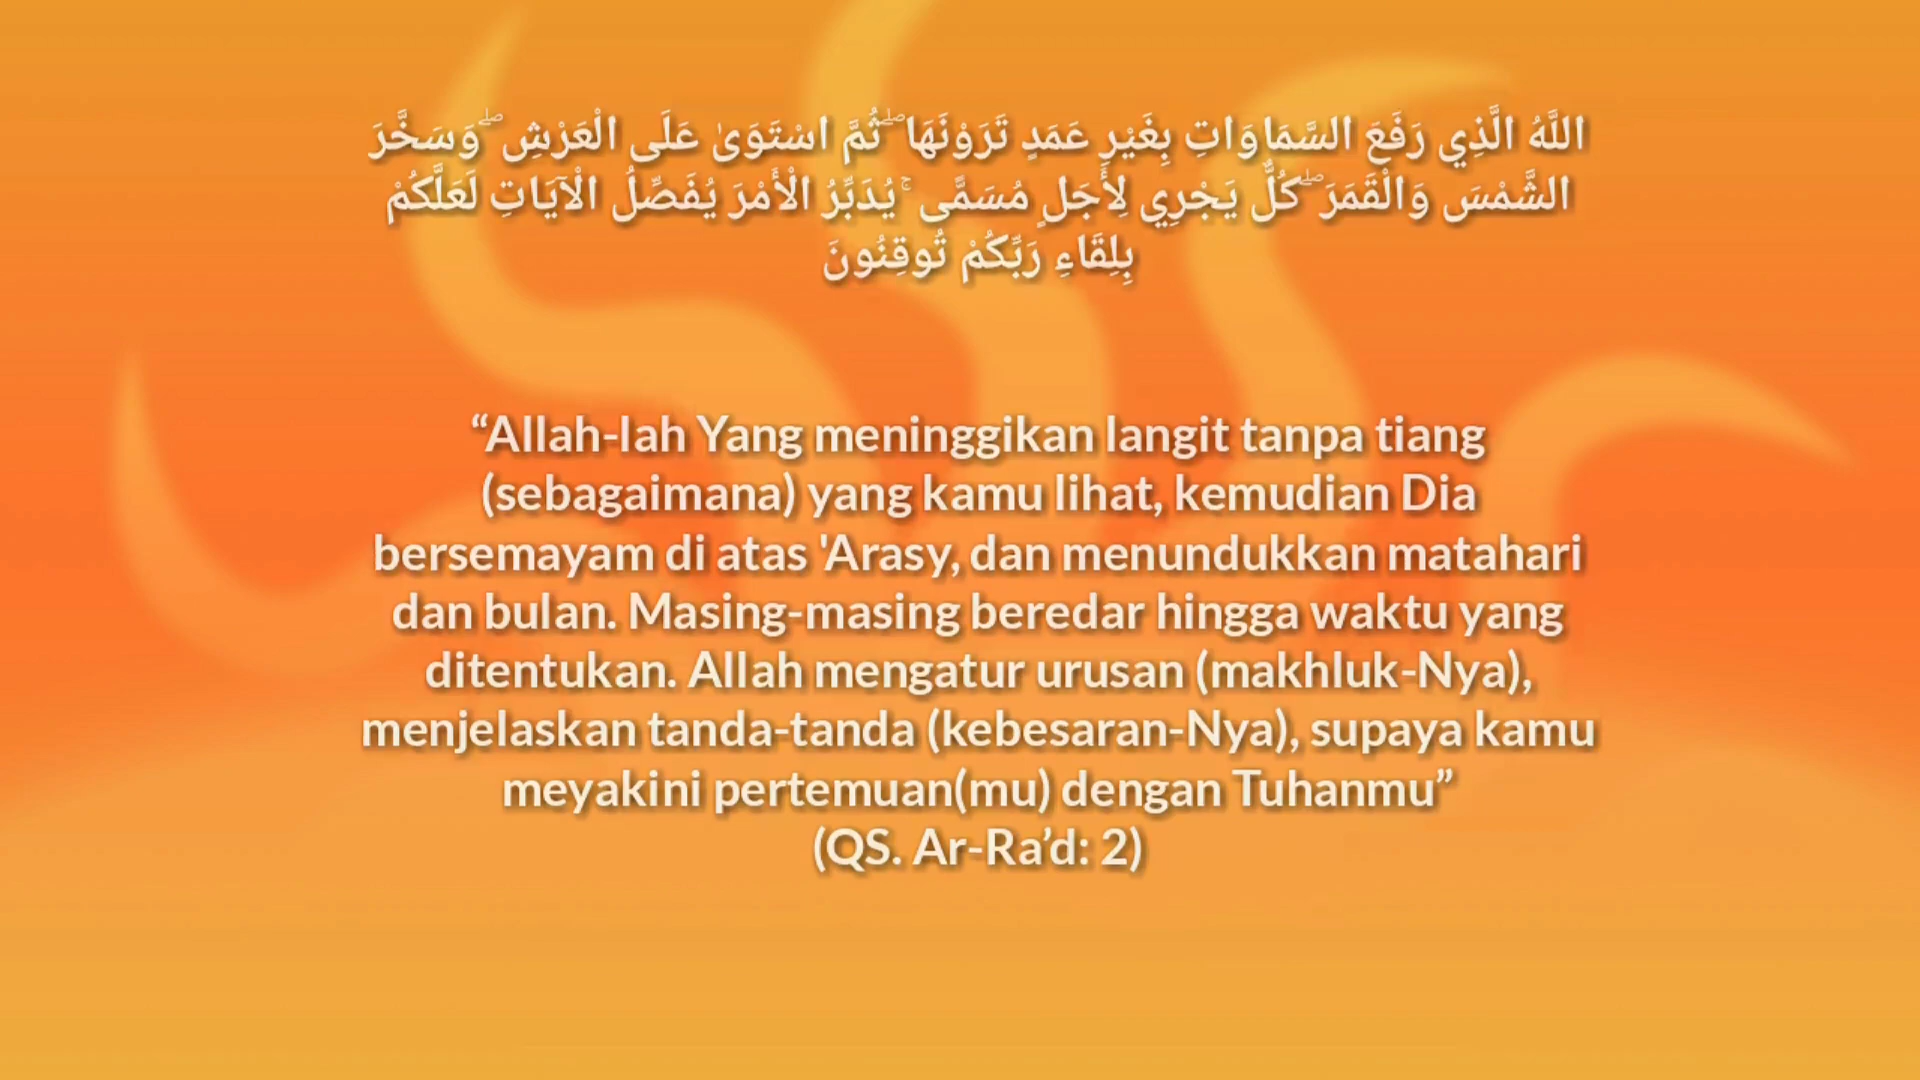 اللَّهُ الَّذِي رَفَعَ السَّمَاوَاتِ بِغَيْرِ عَمَدٍ تَرَوْنَهَا ۖ ثُمَّ اسْتَوَىٰ عَلَى الْعَرْشِ ۖ وَسَخَّرَ
الشَّمْسَ وَالْقَمَرَ ۖ كُلٌّ يَجْرِي لِأَجَلٍ مُسَمًّى ۚ يُدَبِّرُ الْأَمْرَ يُفَصِّلُ الْآيَاتِ لَعَلَّكُمْ
بِلِقَاءِ رَبِّكُمْ تُوقِنُونَ
“Allah-lah Yang meninggikan langit tanpa tiang
(sebagaimana) yang kamu lihat, kemudian Dia
bersemayam di atas 'Arasy, dan menundukkan matahari
dan bulan. Masing-masing beredar hingga waktu yang
ditentukan. Allah mengatur urusan (makhluk-Nya),
menjelaskan tanda-tanda (kebesaran-Nya), supaya kamu
meyakini pertemuan(mu) dengan Tuhanmu”
(QS. Ar-Ra’d: 2)